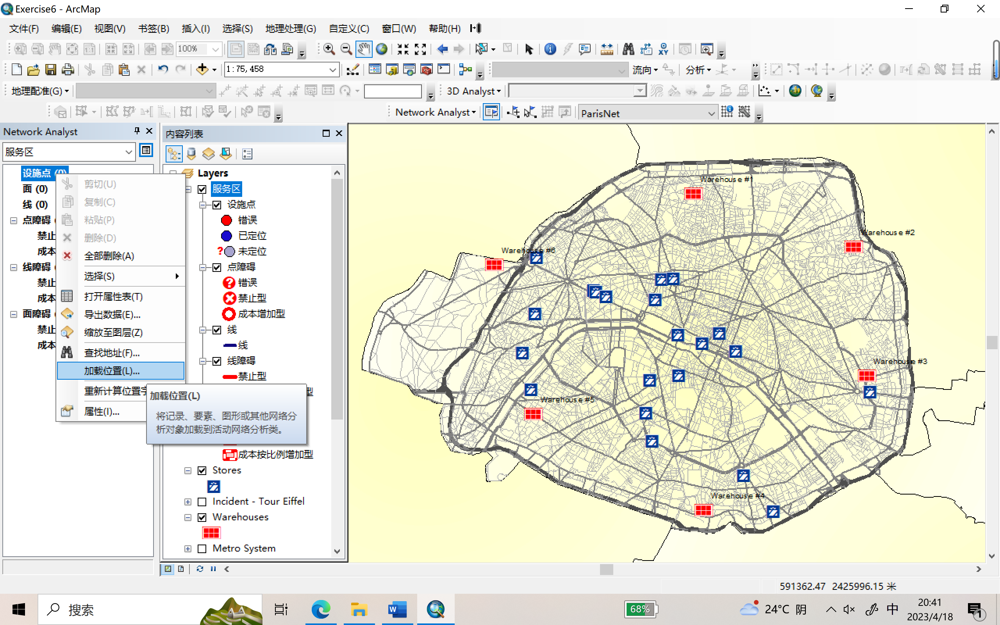 Exercise6 - ArcMap
文件(F) 编辑(E) 视图(V) 书签(B) 插入(I) 选择(S) 地理处理(G) 自定义(C) 窗口(W) 帮助(H)
100%
1:75,458
流向 分析
地理配准(G)
3D Analyst
Network Analyst
ParisNet
Network Analyst
服务区
设施点 (0)
面 (0)
线 (0)
点障碍
禁止
成本
线障碍
禁止
成本
面障碍
禁止
成本
剪切(U)
复制(C)
粘贴(P)
删除(D)
全部删除(A)
选择(S)
打开属性表(T)
导出数据(E)...
缩放至图层(Z)
查找地址(F)...
加载位置(L)...
重新计算位置字
属性(I)...
加载位置(L)
将记录、要素、图形或其他网络分
析对象加载到活动网络分析类。
内容列表
Layers
服务区
设施点
错误
已定位
未定位
点障碍
错误
禁止型
成本增加型
线
线
线障碍
禁止型
型
成本按比例增加型
Stores
Incident - Tour Eiffel
Warehouses
Metro System
Warehouse #1
Warehouse #2
Warehouse #6
Warehouse #3
Warehouse #5
Warehouse #4
591362.47 2425996.15 米
搜索
68%
24°C 阴
中
20:41
2023/4/18
1